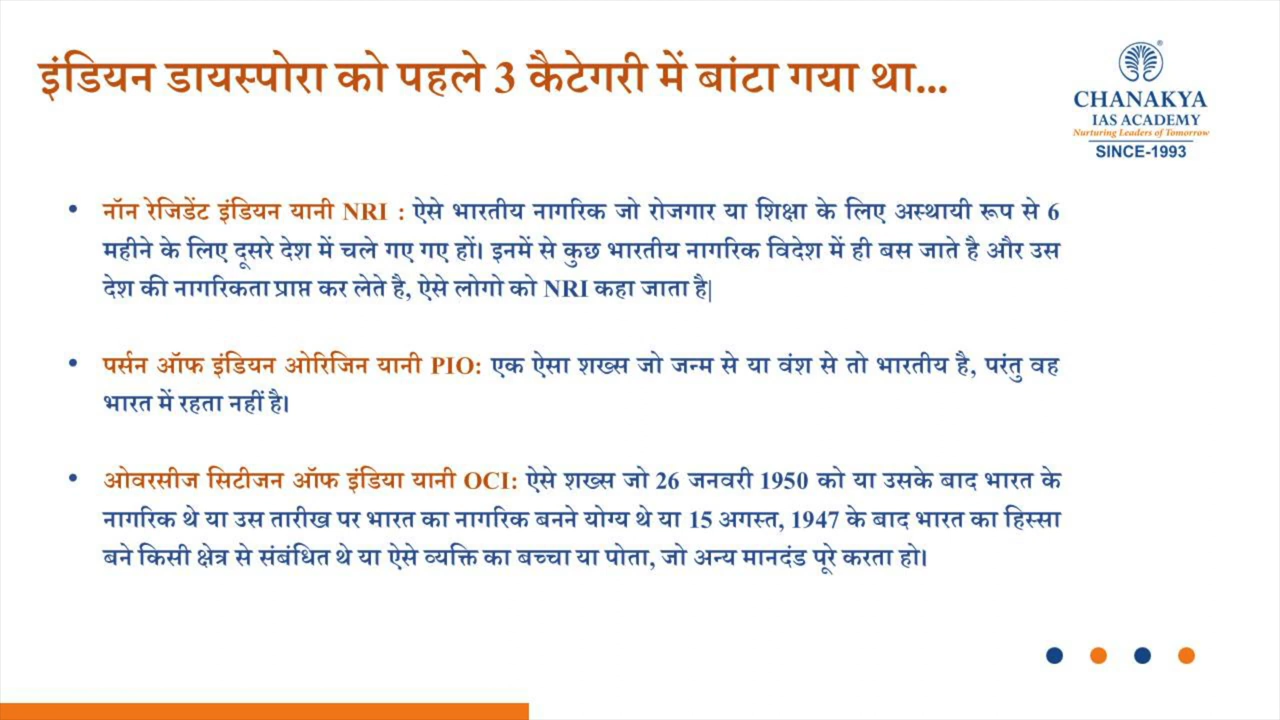 इंडियन डायस्पोरा को पहले 3 कैटेगरी में बांटा गया था...
CHANAKYA
IAS ACADEMY
Nurturing Leaders of Tomorrow
SINCE-1993
• नॉन रेजिडेंट इंडियन यानी NRI : ऐसे भारतीय नागरिक जो रोजगार या शिक्षा के लिए अस्थायी रूप से 6
महीने के लिए दूसरे देश में चले गए गए हों। इनमें से कुछ भारतीय नागरिक विदेश में ही बस जाते है और उस
देश की नागरिकता प्राप्त कर लेते है, ऐसे लोगो को NRI कहा जाता है|
• पर्सन ऑफ इंडियन ओरिजिन यानी PIO: एक ऐसा शख्स जो जन्म से या वंश से तो भारतीय है, परंतु वह
भारत में रहता नहीं है।
• ओवरसीज सिटीजन ऑफ इंडिया यानी OCI: ऐसे शख्स जो 26 जनवरी 1950 को या उसके बाद भारत के
नागरिक थे या उस तारीख पर भारत का नागरिक बनने योग्य थे या 15 अगस्त, 1947 के बाद भारत का हिस्सा
बने किसी क्षेत्र से संबंधित थे या ऐसे व्यक्ति का बच्चा या पोता, जो अन्य मानदंड पूरे करता हो।